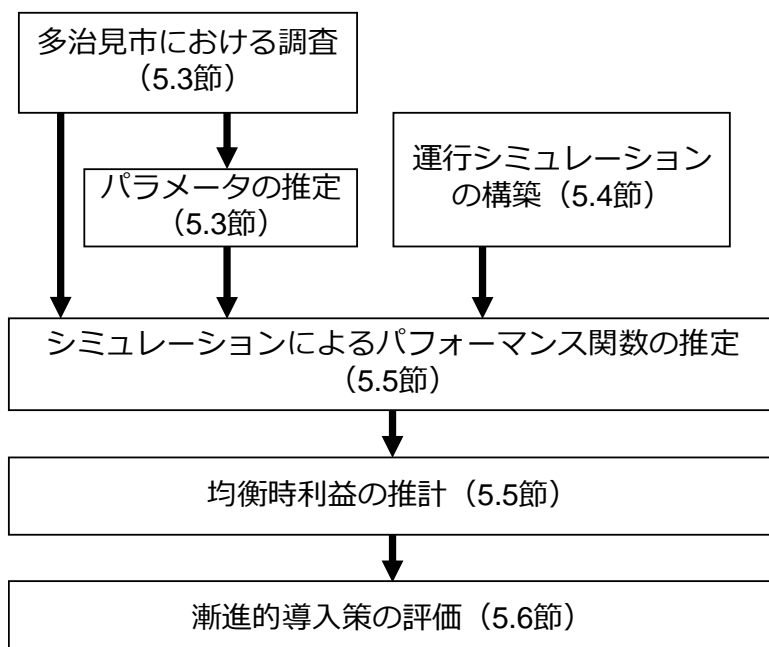 多治見市における調査
（5.3節）
パラメータの推定
（5.3節）
運行シミュレーション
の構築（5.4節）
シミュレーションによるパフォーマンス関数の推定
（5.5節）
均衡時利益の推計（5.5節）
漸進的導入策の評価（5.6節）